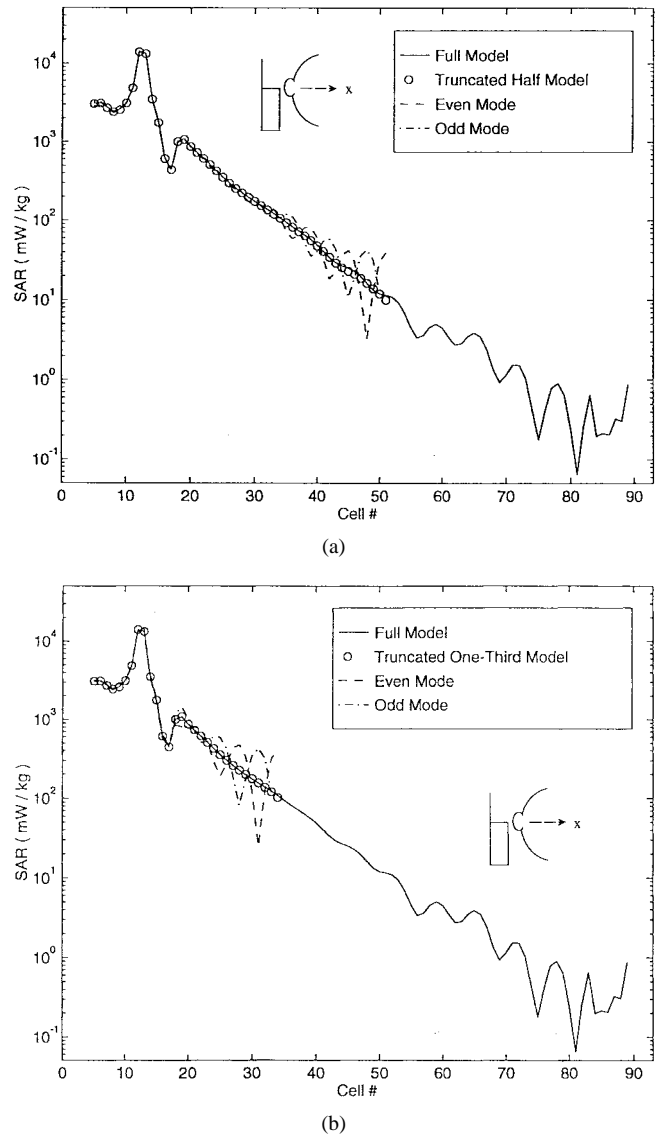 10^4
10^3
10^2
10^1
10^0
10^-1
SAR ( mW / kg )
x
Full Model
Truncated Half Model
Even Mode
Odd Mode
0 10 20 30 40 50 60 70 80 90
Cell #
(a)
10^4
10^3
10^2
10^1
10^0
10^-1
SAR ( mW / kg )
Full Model
Truncated One-Third Model
Even Mode
Odd Mode
x
0 10 20 30 40 50 60 70 80 90
Cell #
(b)